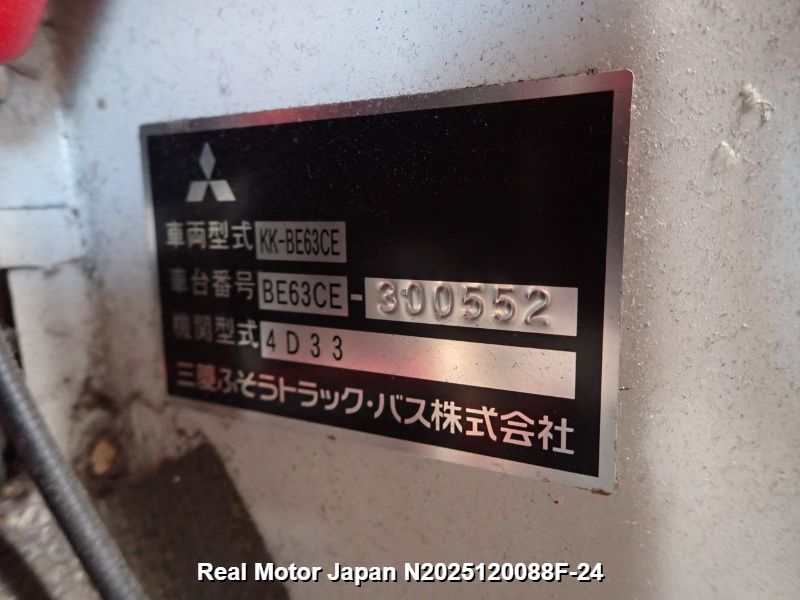 車両型式 KK-BE63CE
車台番号 BE63CE-300552
機関型式 4D33
三菱ふそうトラック・バス株式会社
Real Motor Japan N2025120088F-24